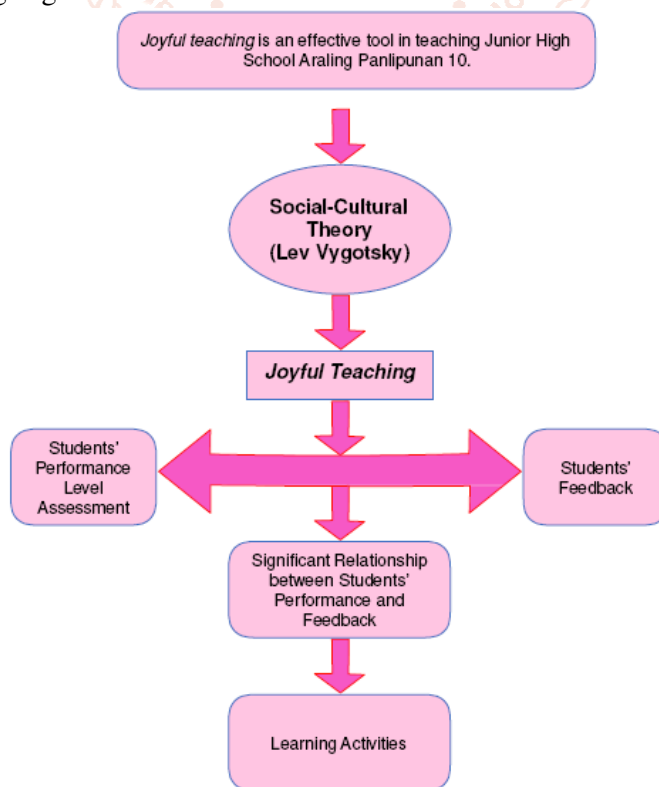 Joyful teaching is an effective tool in teaching Junior High
School Araling Panlipunan 10.
Social-Cultural
Theory
(Lev Vygotsky)
Joyful Teaching
Students'
Performance
Level
Assessment
Students'
Feedback
Significant Relationship
between Students'
Performance and
Feedback
Learning Activities